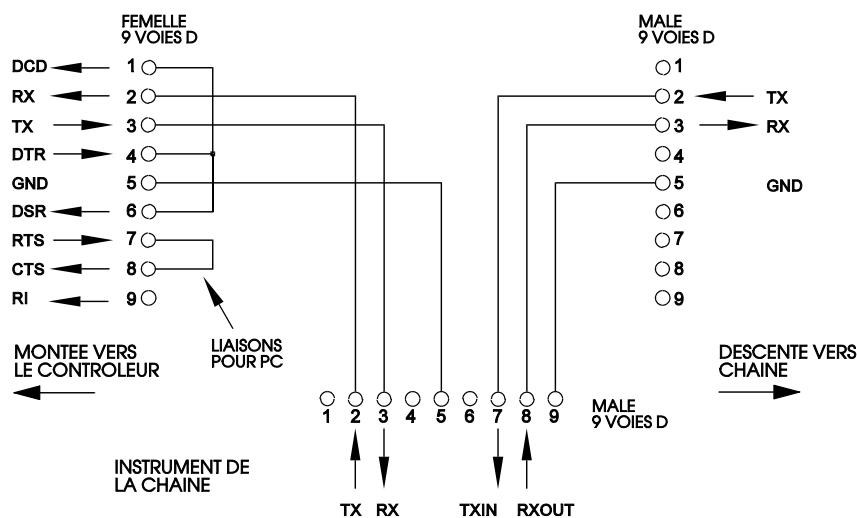 FEMELLE
9 VOIES D
DCD 1
RX 2
TX 3
DTR 4
GND 5
DSR 6
RTS 7
CTS 8
RI 9
LIAISONS
POUR PC
MONTEE VERS
LE CONTROLEUR
MALE
9 VOIES D
1
2 TX
3 RX
4
5 GND
6
7
8
9
DESCENTE VERS
CHAINE
1 2 3 4 5 6 7 8 9
MALE
9 VOIES D
INSTRUMENT DE
LA CHAINE
TX RX TXIN RXOUT